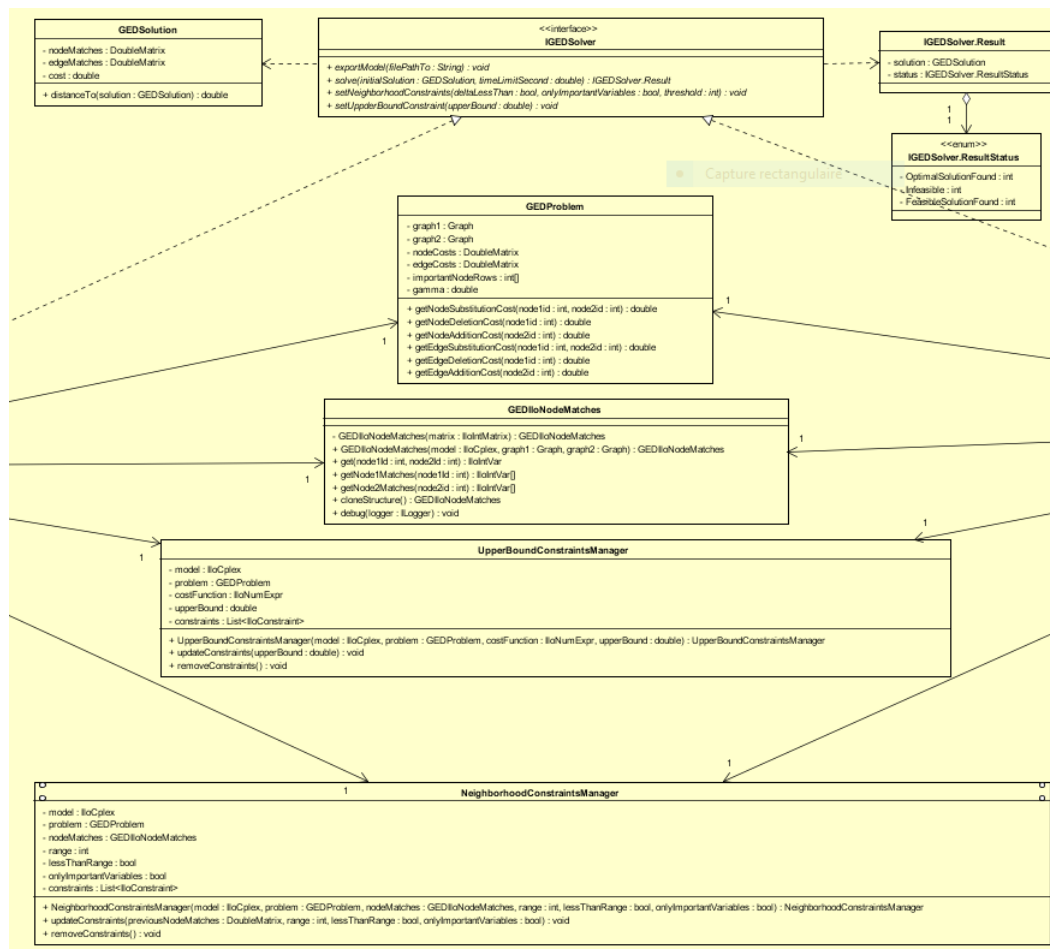 GEDSolution
- nodeMatches : DoubleMatrix
- edgeMatches : DoubleMatrix
- cost : double
+ distanceTo(solution : GEDSolution) : double
<<interface>>
IGEDSolver
+ exportModel(filePathTo : String) : void
+ solve(initialSolution : GEDSolution, timeLimitSecond : double) : IGEDSolver.Result
+ setNeighborhoodConstraints(deltaLessThan : bool, onlyImportantVariables : bool, threshold : int) : void
+ setUppderBoundConstraint(upperBound : double) : void
IGEDSolver.Result
- solution : GEDSolution
- status : IGEDSolver.ResultStatus
1
1
<<enum>>
IGEDSolver.ResultStatus
- OptimalSolutionFound : int
- Infeasible : int
- FeasibleSolutionFound : int
Capture rectangulaire
GEDProblem
- graph1 : Graph
- graph2 : Graph
- nodeCosts : DoubleMatrix
- edgeCosts : DoubleMatrix
- importantNodeRows : int[]
- gamma : double
+ getNodeSubstitutionCost(node1id : int, node2id : int) : double
+ getNodeDeletionCost(node1id : int) : double
+ getNodeAdditionCost(node2id : int) : double
+ getEdgeSubstitutionCost(node1id : int, node2id : int) : double
+ getEdgeDeletionCost(node1id : int) : double
+ getEdgeAdditionCost(node2id : int) : double
1
1
GEDIloNodeMatches
- GEDIloNodeMatches(matrix : IloIntMatrix) : GEDIloNodeMatches
+ GEDIloNodeMatches(model : IloCplex, graph1 : Graph, graph2 : Graph) : GEDIloNodeMatches
+ get(node1Id : int, node2Id : int) : IloIntVar
+ getNode1Matches(node1Id : int) : IloIntVar[]
+ getNode2Matches(node2id : int) : IloIntVar[]
+ cloneStructure() : GEDIloNodeMatches
+ debug(logger : ILogger) : void
1
1
1
1
UpperBoundConstraintsManager
- model : IloCplex
- problem : GEDProblem
- costFunction : IloNumExpr
- upperBound : double
- constraints : List<IloConstraint>
+ UpperBoundConstraintsManager(model : IloCplex, problem : GEDProblem, costFunction : IloNumExpr, upperBound : double) : UpperBoundConstraintsManager
+ updateConstraints(upperBound : double) : void
+ removeConstraints() : void
1
1
NeighborhoodConstraintsManager
- model : IloCplex
- problem : GEDProblem
- nodeMatches : GEDIloNodeMatches
- range : int
- lessThanRange : bool
- onlyImportantVariables : bool
- constraints : List<IloConstraint>
+ NeighborhoodConstraintsManager(model : IloCplex, problem : GEDProblem, nodeMatches : GEDIloNodeMatches, range : int, lessThanRange : bool, onlyImportantVariables : bool) : NeighborhoodConstraintsManager
+ updateConstraints(previousNodeMatches : DoubleMatrix, range : int, lessThanRange : bool, onlyImportantVariables : bool) : void
+ removeConstraints() : void